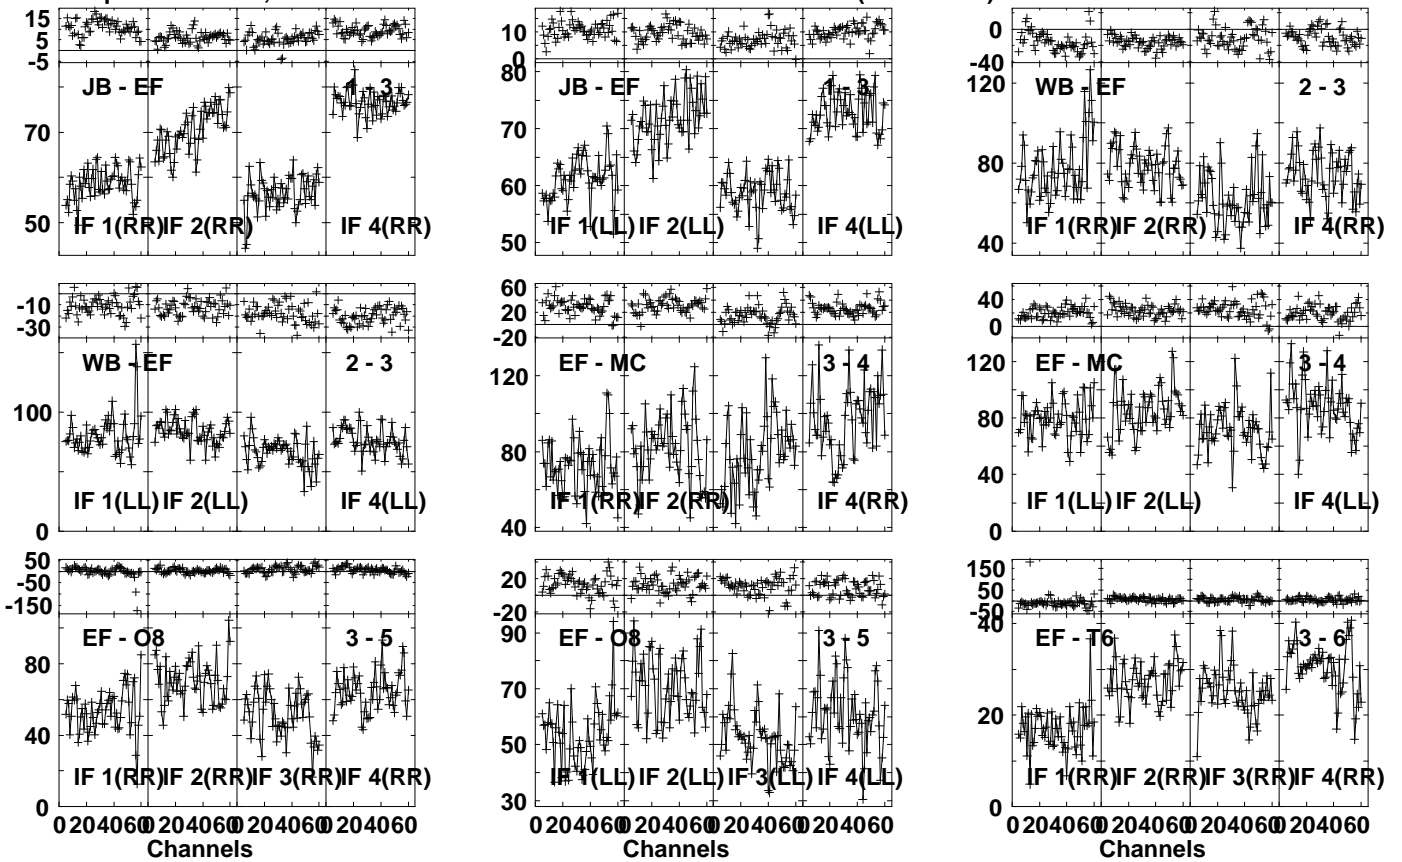 15
5
-5
JB - EF 1 - 3
70
50
IF 1(RR) IF 2(RR) IF 4(RR)
10
0
80
JB - EF 1 - 3
70
60
50
IF 1(LL) IF 2(LL) IF 4(LL)
0
-40
120
WB - EF 2 - 3
80
40
IF 1(RR) IF 2(RR) IF 4(RR)
-10
-30
WB - EF 2 - 3
100
0
IF 1(LL) IF 2(LL) IF 4(LL)
60
20
-20
120
EF - MC 3 - 4
80
40
IF 1(RR) IF 2(RR) IF 4(RR)
40
0
120
EF - MC 3 - 4
80
40
0
IF 1(LL) IF 2(LL) IF 4(LL)
50
-50
-150
EF - O8 3 - 5
80
40
0
IF 1(RR) IF 2(RR) IF 3(RR) IF 4(RR)
0 204060 0 204060 0 204060 0 204060
Channels
20
-20
90
EF - O8 3 - 5
70
50
30
IF 1(LL) IF 2(LL) IF 3(LL) IF 4(LL)
0 204060 0 204060 0 204060 0 204060
Channels
150
50
-50
40
EF - T6 3 - 6
20
0
IF 1(RR) IF 2(RR) IF 3(RR) IF 4(RR)
0 204060 0 204060 0 204060 0 204060
Channels